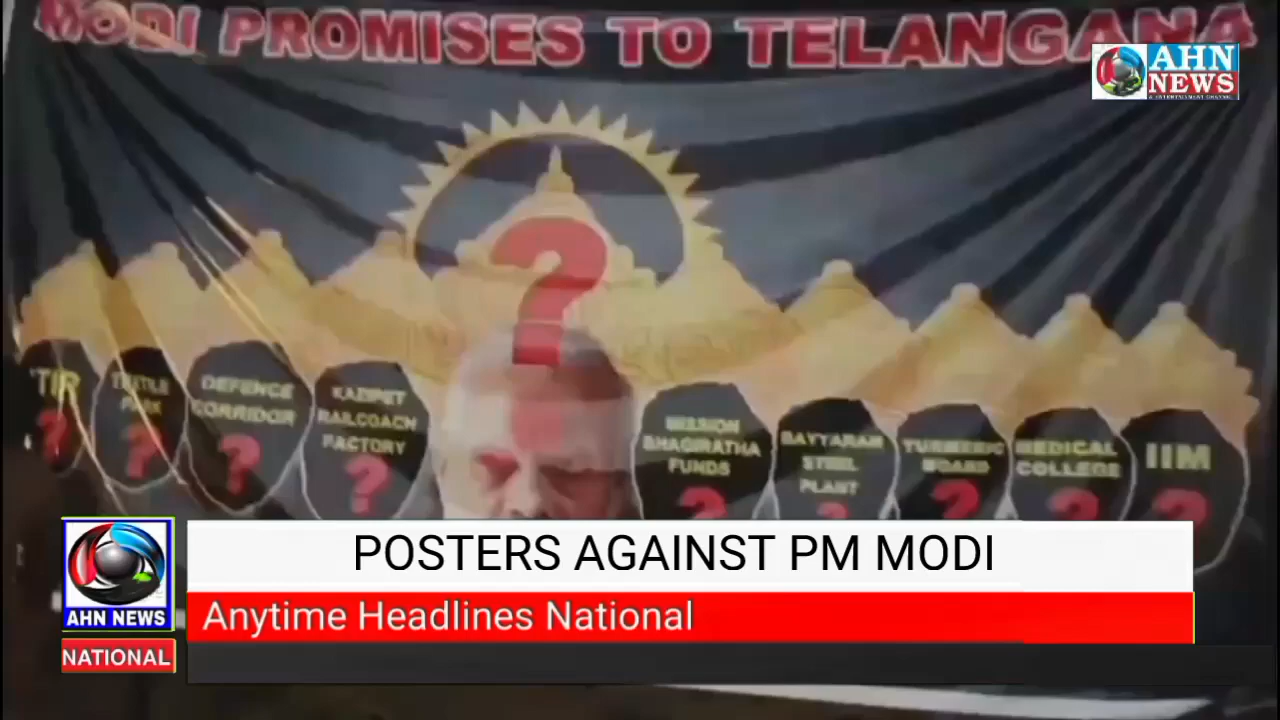 MODI PROMISES TO TELANGANA
AHN
NEWS
ITIR
TEXTILE
PARK
DEFENCE
CORRIDOR
KAZIPET
RAILCOACH
FACTORY
MISSION
BHAGIRATHA
FUNDS
BAYYARAM
STEEL
PLANT
TURMERIC
BOARD
MEDICAL
COLLEGE
IIM
? 
? ? ? ? ? ? ? ? ?
POSTERS AGAINST PM MODI
Anytime Headlines National
AHN NEWS
NATIONAL